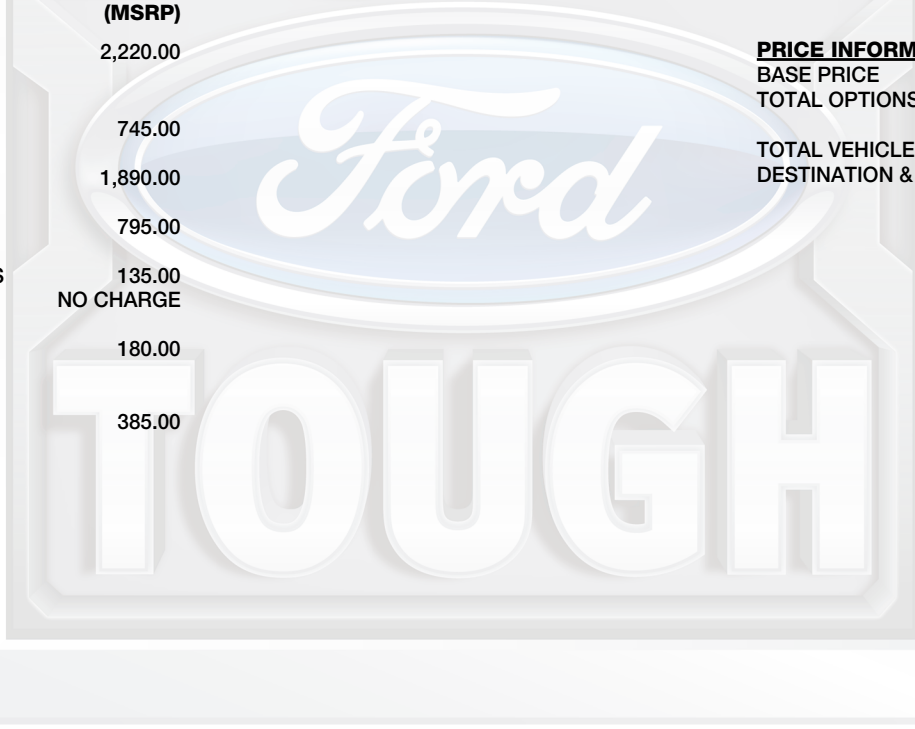 (MSRP)
2,220.00
745.00
1,890.00
795.00
S 135.00
NO CHARGE
180.00
385.00
PRICE INFORM
BASE PRICE
TOTAL OPTIONS
TOTAL VEHICLE
DESTINATION &
Ford
TOUGH